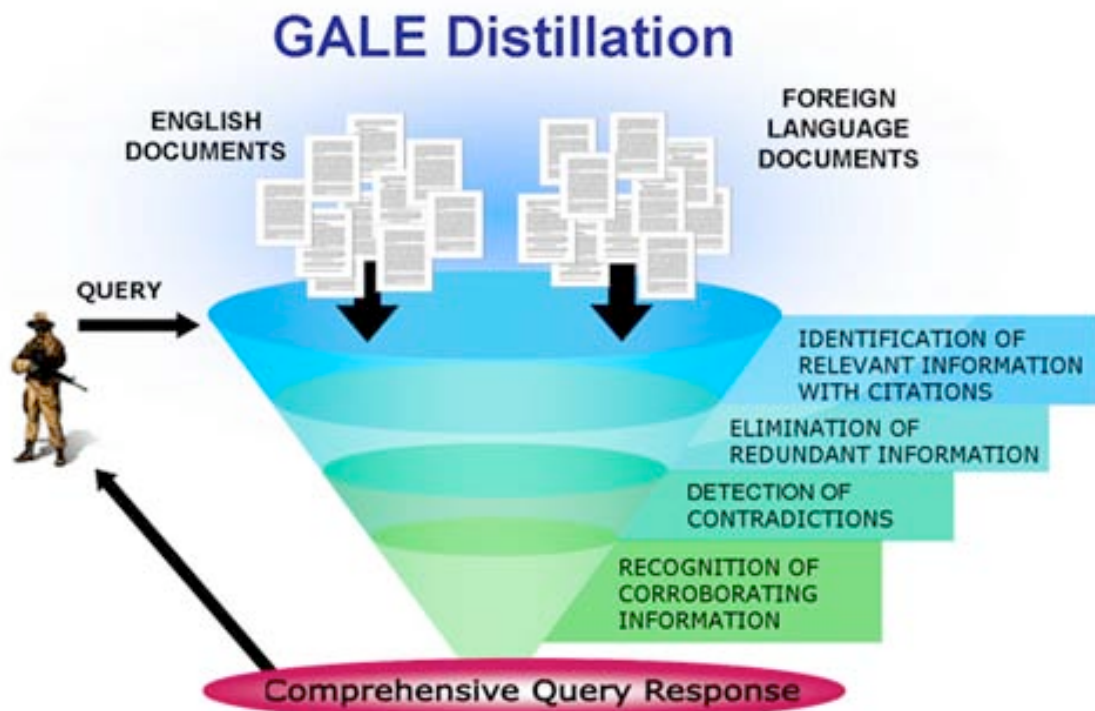 GALE Distillation
ENGLISH
DOCUMENTS
FOREIGN
LANGUAGE
DOCUMENTS
QUERY
IDENTIFICATION OF
RELEVANT INFORMATION
WITH CITATIONS
ELIMINATION OF
REDUNDANT INFORMATION
DETECTION OF
CONTRADICTIONS
RECOGNITION OF
CORROBORATING
INFORMATION
Comprehensive Query Response